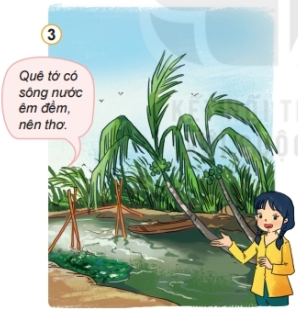 3
Quê tớ có
sông nước
êm đềm,
nên thơ.